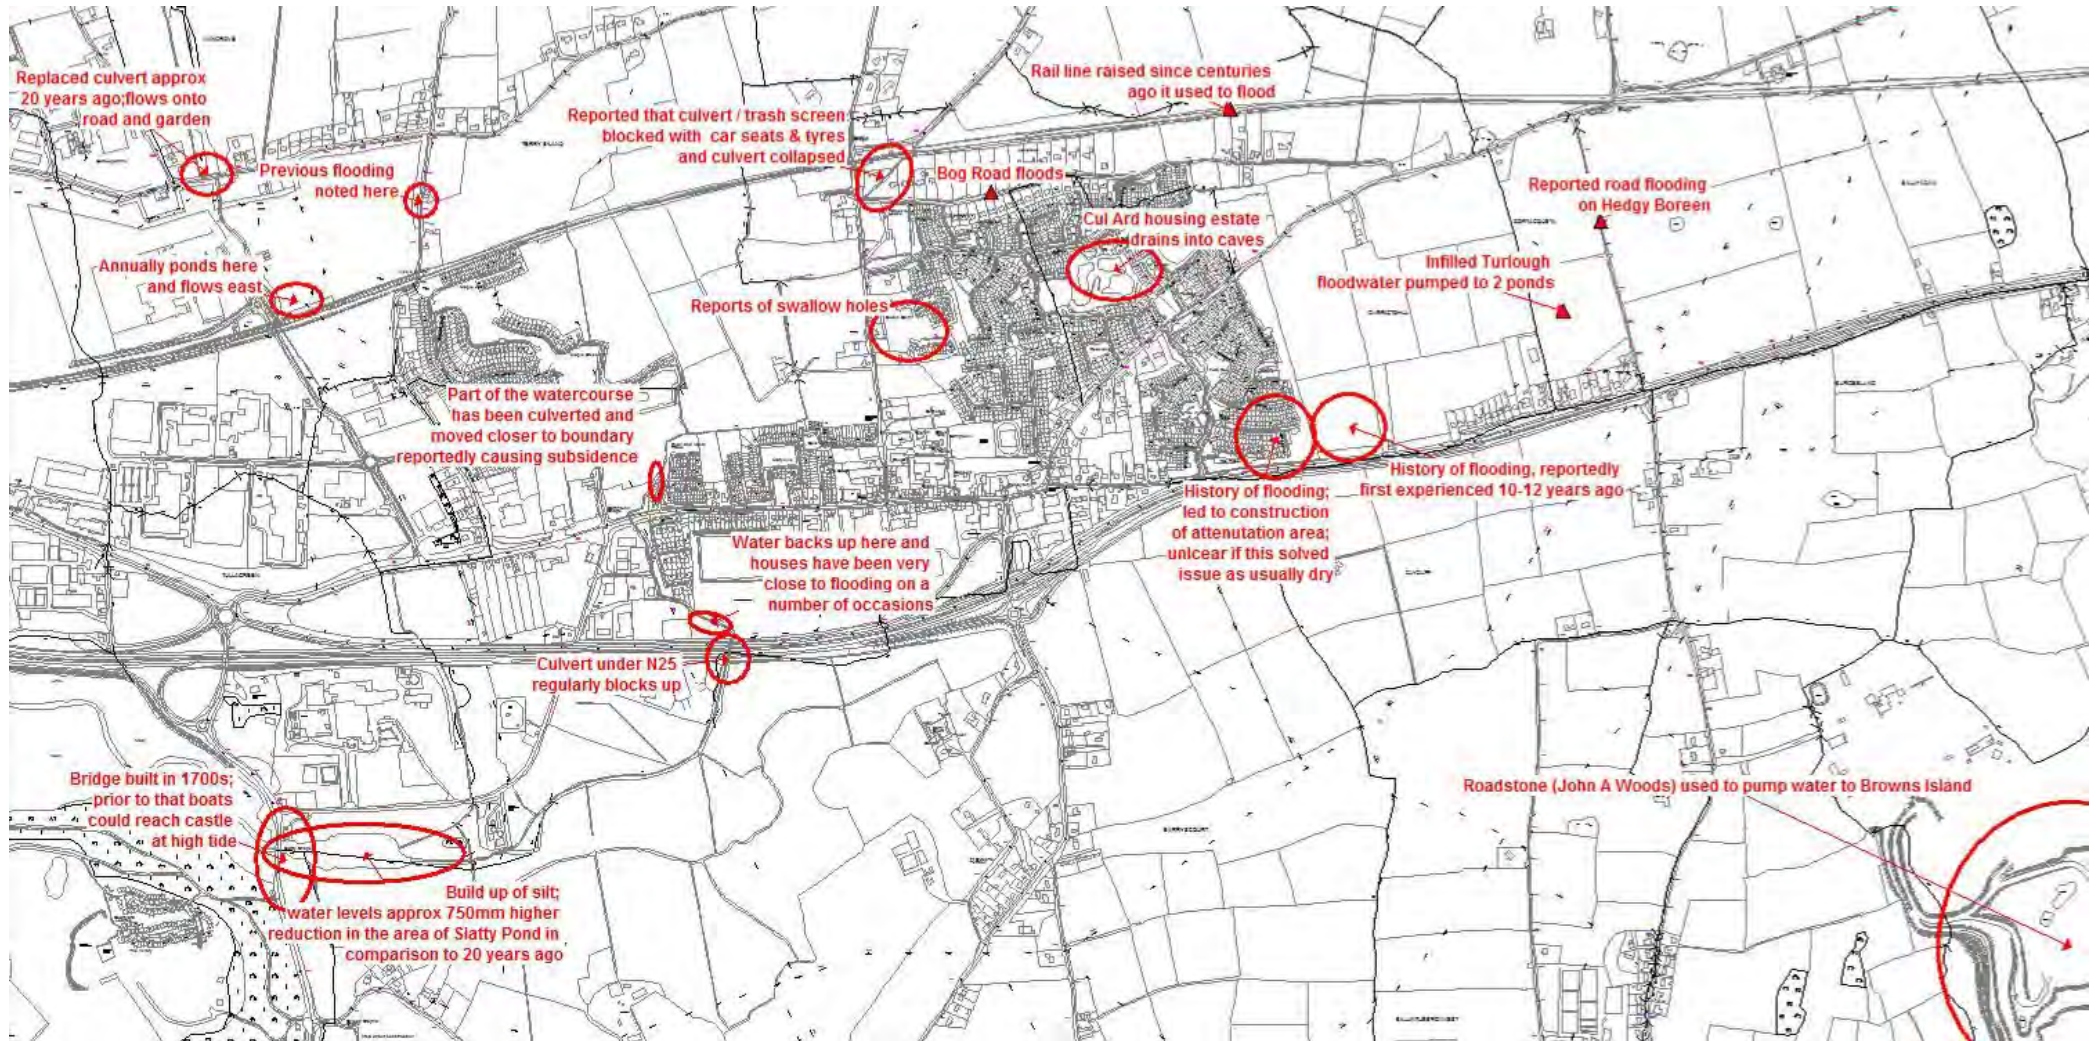 Replaced culvert approx
20 years ago;flows onto
road and garden
Previous flooding
noted here
Reported that culvert / trash screen
blocked with car seats & tyres
and culvert collapsed
Rail line raised since centuries
ago it used to flood
Bog Road floods
Cul Ard housing estate
drains into caves
Reported road flooding
on Hedgy Boreen
Infilled Turlough
floodwater pumped to 2 ponds
Annually ponds here
and flows east
Reports of swallow holes
Part of the watercourse
has been culverted and
moved closer to boundary
reportedly causing subsidence
History of flooding, reportedly
first experienced 10-12 years ago
History of flooding;
led to construction
of attenutation area;
unlcear if this solved
issue as usually dry
Water backs up here and
houses have been very
close to flooding on a
number of occasions
Culvert under N25
regularly blocks up
Bridge built in 1700s;
prior to that boats
could reach castle
at high tide
Build up of silt;
water levels approx 750mm higher
reduction in the area of Slatty Pond in
comparison to 20 years ago
Roadstone (John A Woods) used to pump water to Browns Island